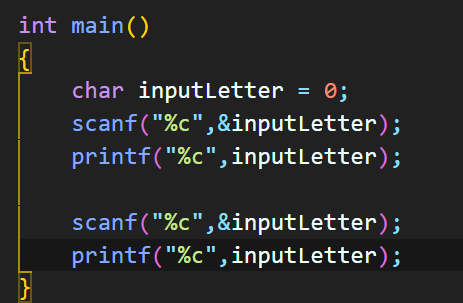 int main()
{
    char inputLetter = 0;
    scanf("%c",&inputLetter);
    printf("%c",inputLetter);

    scanf("%c",&inputLetter);
    printf("%c",inputLetter);
}